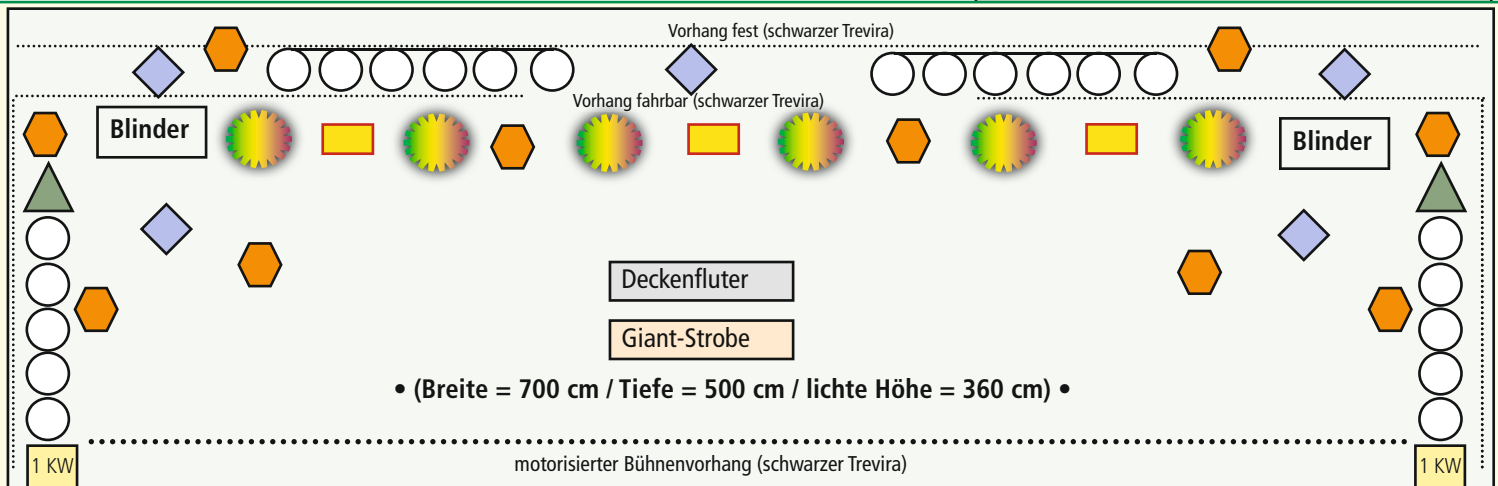 Vorhang fest (schwarzer Trevira)
Vorhang fahrbar (schwarzer Trevira)
Blinder
Blinder
Deckenfluter
Giant-Strobe
• (Breite = 700 cm / Tiefe = 500 cm / lichte Höhe = 360 cm) •
1 KW
motorisierter Bühnenvorhang (schwarzer Trevira)
1 KW